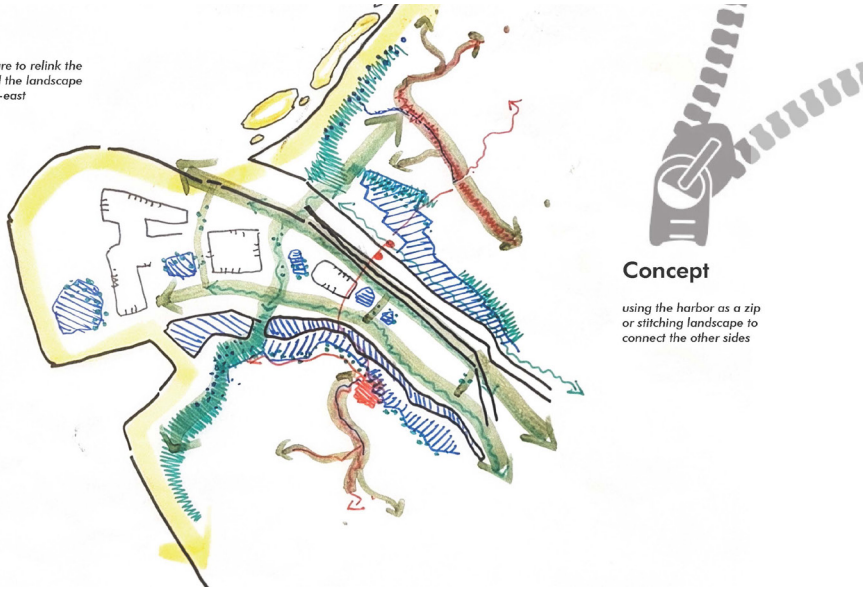 re to relink the
the landscape
-east
Concept
using the harbor as a zip
or stitching landscape to
connect the other sides